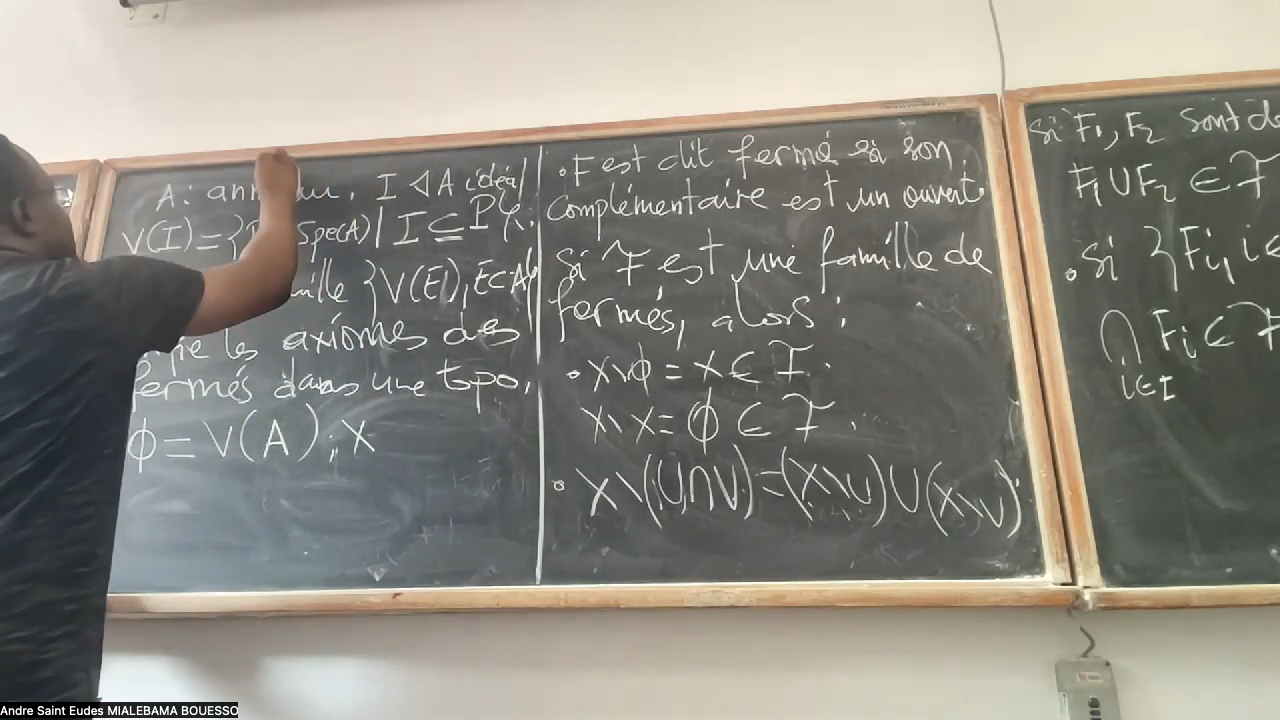 A: ann au, I ◁ A idéal
V(I) = { Spec(A) | I ⊆ P }.
ille {V(E), E⊂A}
les axiomes des
fermés dans une topo.
∅ = V(A), X
• F est dit fermé si son
complémentaire est un ouvert.
Si F est une famille de
fermés, alors :
• X\∅ = X ∈ F.
X\X = ∅ ∈ F.
• X\(U∩V) = (X\U) ∪ (X\V)
Si F₁, F₂ sont de
F₁ ∪ F₂ ∈ F
• Si {Fi, i ∈
∩ Fi ∈ F
i∈I
Andre Saint Eudes MIALEBAMA BOUESSO